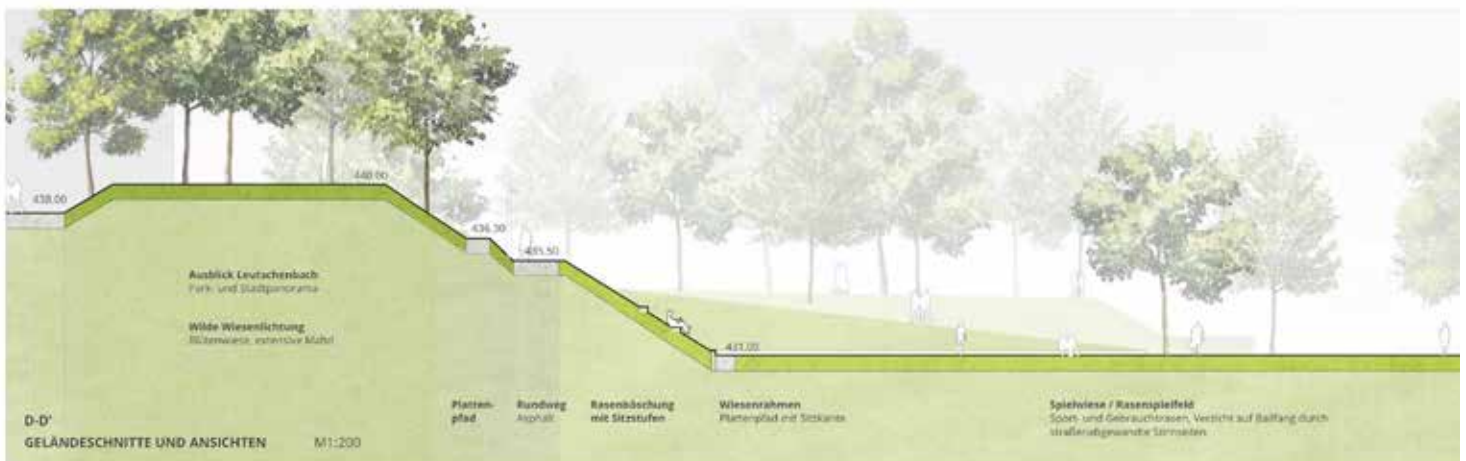 438.00
440.00
436.30
435.50
431.00
Ausblick Leutschenbach
Park- und Stadtpanorama
Wilde Wiesenlichtung
Blütenwiese, extensive Mahd
Platten-
pfad
Rundweg
Asphalt
Rasenböschung
mit Sitzstufen
Wiesenrahmen
Plattenpfad mit Sitzkante
Spielwiese / Rasenspielfeld
Sport- und Gebrauchsrasen, Verzicht auf Ballfang durch
straßenabgewandte Stirnseiten
D-D'
GELÄNDESCHNITTE UND ANSICHTEN M1:200